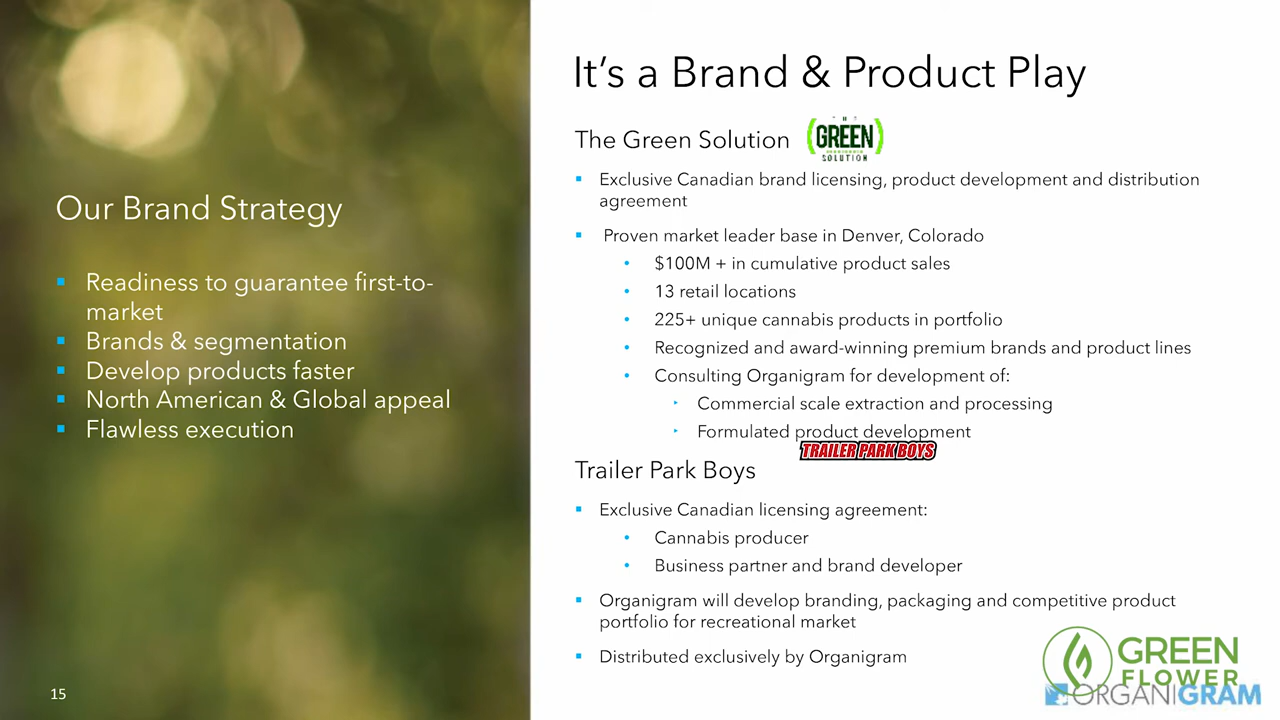 Our Brand Strategy
Readiness to guarantee first-to-
market
Brands & segmentation
Develop products faster
North American & Global appeal
Flawless execution
15
It's a Brand & Product Play
The Green Solution
THE
GREEN
SOLUTION
Exclusive Canadian brand licensing, product development and distribution
agreement
Proven market leader base in Denver, Colorado
$100M + in cumulative product sales
13 retail locations
225+ unique cannabis products in portfolio
Recognized and award-winning premium brands and product lines
Consulting Organigram for development of:
Commercial scale extraction and processing
Formulated product development
TRAILER PARK BOYS
Trailer Park Boys
Exclusive Canadian licensing agreement:
Cannabis producer
Business partner and brand developer
Organigram will develop branding, packaging and competitive product
portfolio for recreational market
Distributed exclusively by Organigram
GREEN
FLOWER
ORGANIGRAM